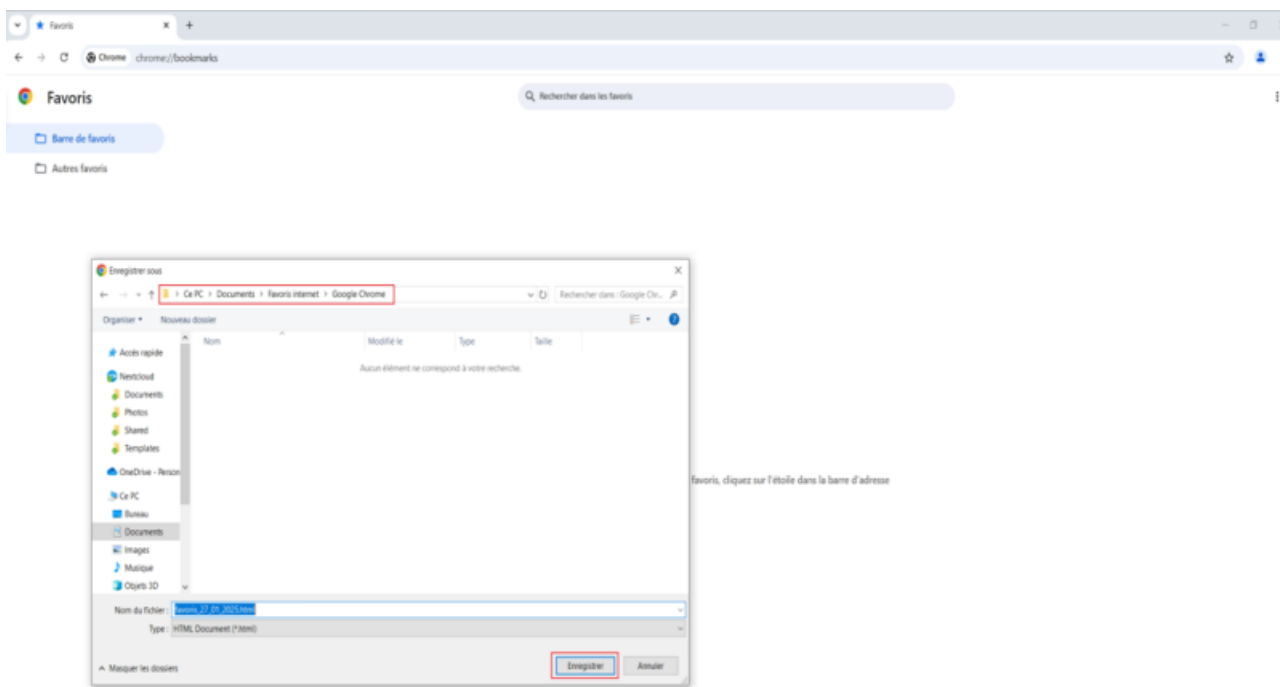 Favoris
Chrome chrome://bookmarks
Favoris
Rechercher dans les favoris
Barre de favoris
Autres favoris
Enregistrer sous
Ce PC > Documents > Favoris internet > Google Chrome
Rechercher dans : Google Chr...
Organiser
Nouveau dossier
Nom
Modifié le
Type
Taille
Aucun élément ne correspond à votre recherche.
Accès rapide
Nextcloud
Documents
Photos
Shared
Templates
OneDrive - Person
Ce PC
Bureau
Documents
Images
Musique
Objets 3D
favoris, cliquez sur l'étoile dans la barre d'adresse
Nom du fichier : favoris_27_01_2025.html
Type : HTML Document (*.html)
Masquer les dossiers
Enregistrer
Annuler